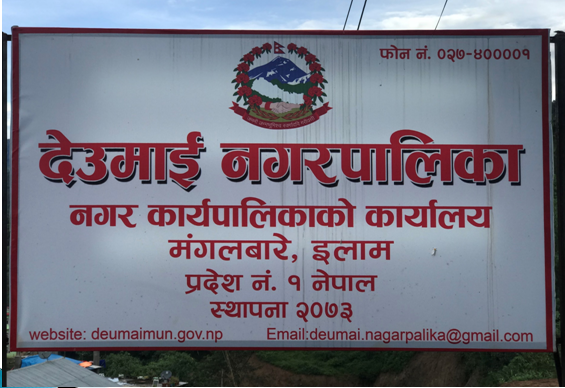 फोन नं. ०२७-४००००१
देउमाई नगरपालिका
नगर कार्यपालिकाको कार्यालय
मंगलबारे, इलाम
प्रदेश नं. १ नेपाल
स्थापना २०७३
website: deumaimun.gov.np Email:deumai.nagarpalika@gmail.com